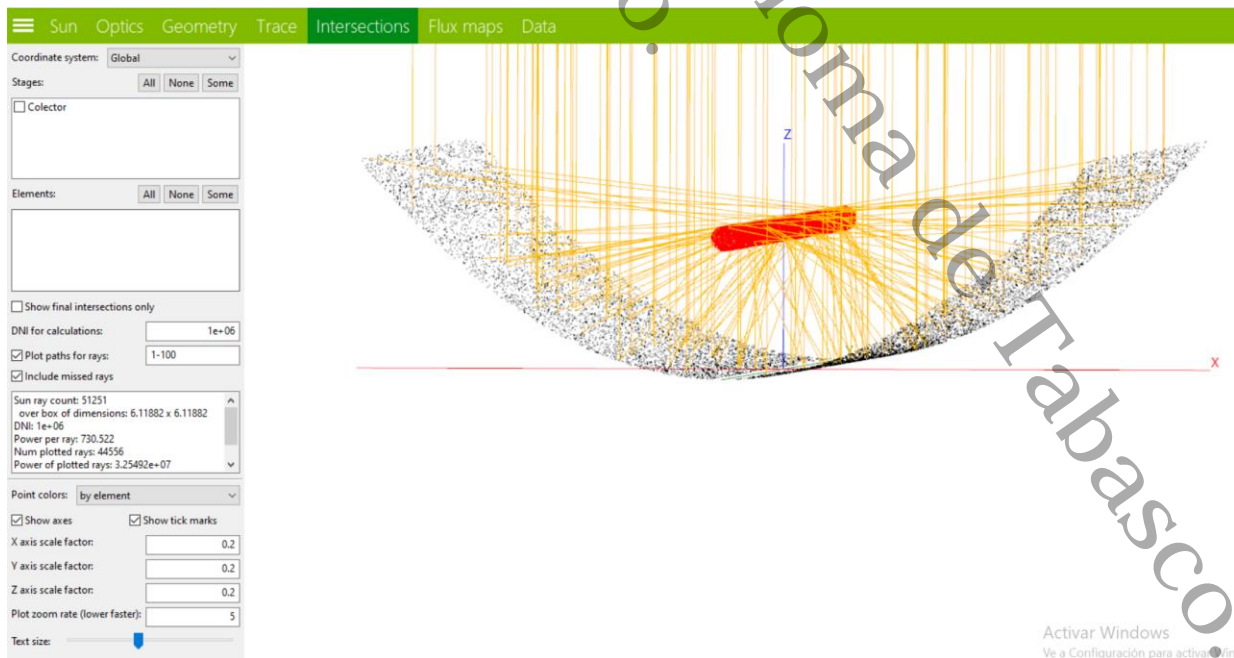 Sun Optics Geometry Trace Intersections Flux maps Data
Coordinate system: Global
Stages: All None Some
Colector
Elements: All None Some
Show final intersections only
DNI for calculations: 1e+06
Plot paths for rays: 1-100
Include missed rays
Sun ray count: 51251
over box of dimensions: 6.11882 x 6.11882
DNI: 1e+06
Power per ray: 730.522
Num plotted rays: 44556
Power of plotted rays: 3.25492e+07
Point colors: by element
Show axes Show tick marks
X axis scale factor: 0.2
Y axis scale factor: 0.2
Z axis scale factor: 0.2
Plot zoom rate (lower faster): 5
Text size:
Z
X
de Tabasco.
Activar Windows
Ve a Configuración para activar